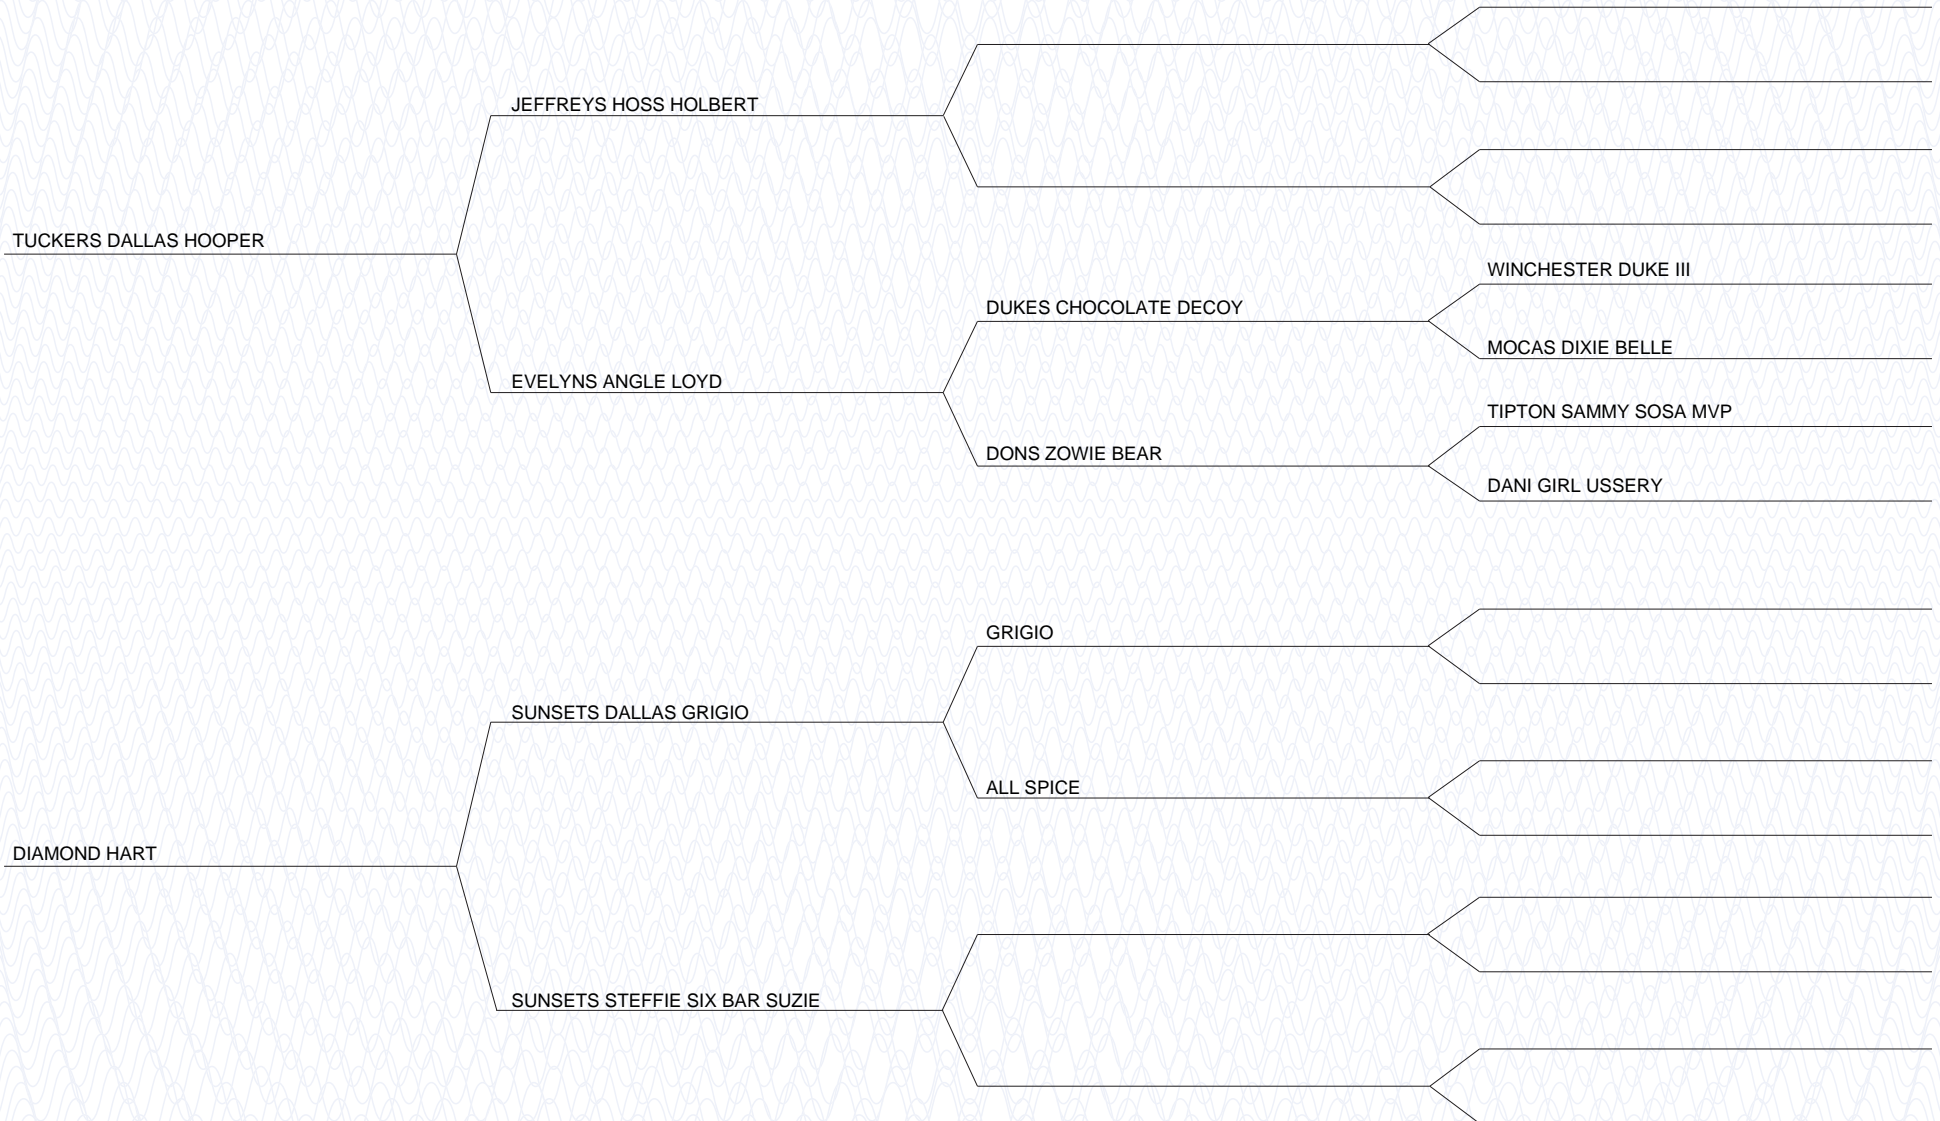 JEFFREYS HOSS HOLBERT
TUCKERS DALLAS HOOPER
WINCHESTER DUKE III
DUKES CHOCOLATE DECOY
MOCAS DIXIE BELLE
EVELYNS ANGLE LOYD
TIPTON SAMMY SOSA MVP
DONS ZOWIE BEAR
DANI GIRL USSERY
GRIGIO
SUNSETS DALLAS GRIGIO
ALL SPICE
DIAMOND HART
SUNSETS STEFFIE SIX BAR SUZIE